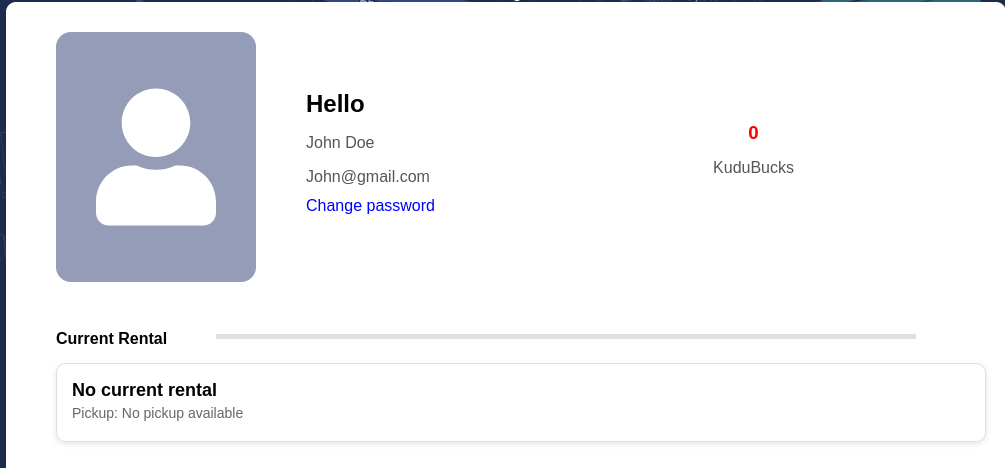 Hello
John Doe
John@gmail.com
Change password
0
KuduBucks
Current Rental
No current rental
Pickup: No pickup available